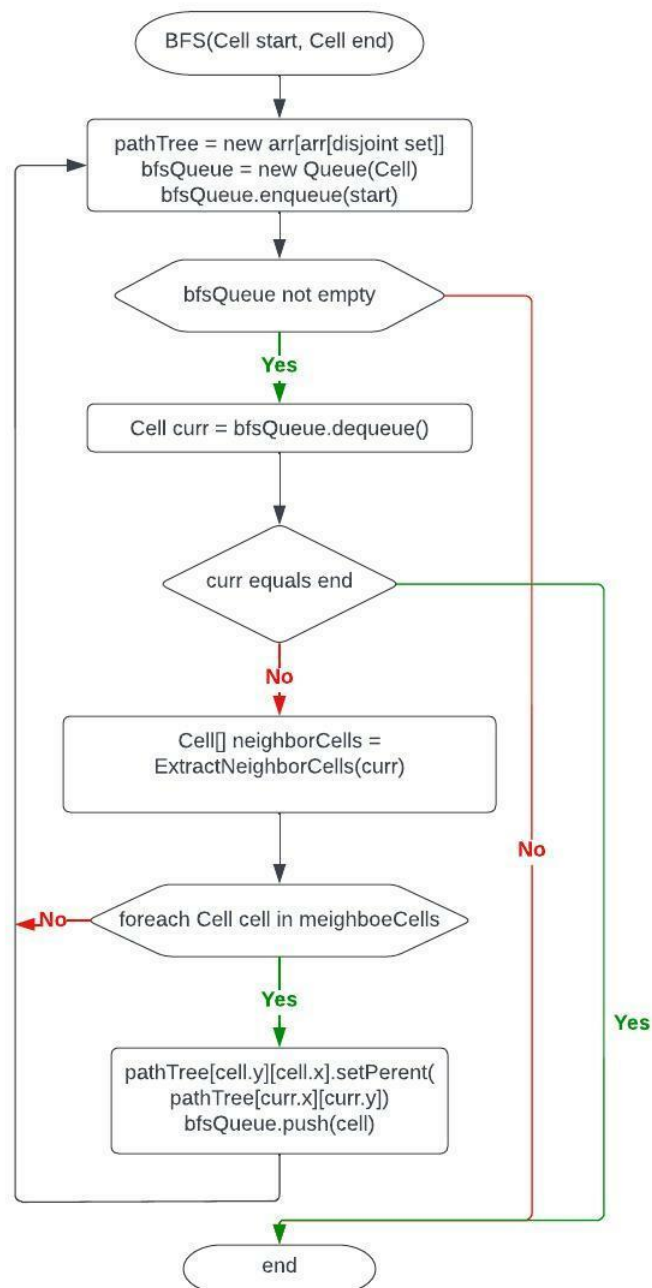 BFS(Cell start, Cell end)
pathTree = new arr[arr[disjoint set]]
bfsQueue = new Queue(Cell)
bfsQueue.enqueue(start)
bfsQueue not empty
Yes
Cell curr = bfsQueue.dequeue()
curr equals end
No
Cell[] neighborCells =
ExtractNeighborCells(curr)
No
foreach Cell cell in meighboeCells
No
Yes
Yes
pathTree[cell.y][cell.x].setPerent(
pathTree[curr.x][curr.y])
bfsQueue.push(cell)
end